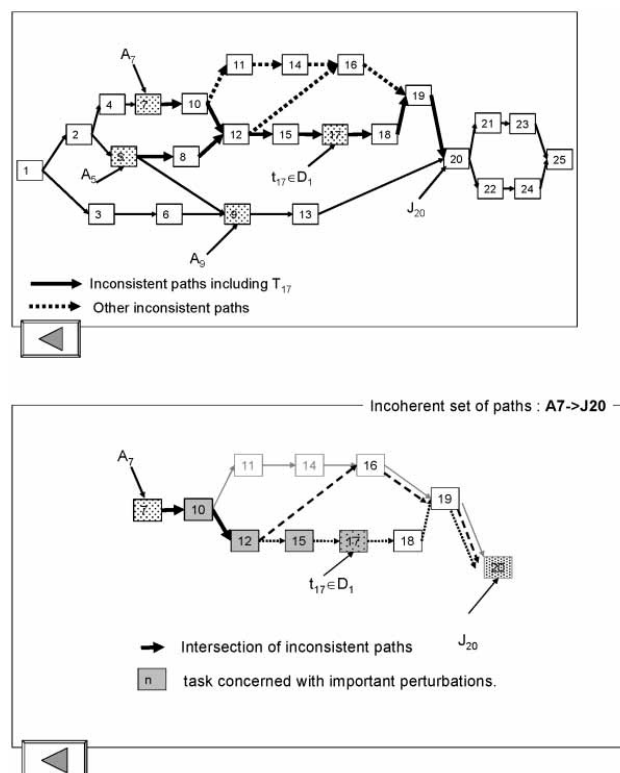 A7
11 14 16
4 7 10 19
2 12 15 17 18 21 23
5 8 20 25
1 A5 t17∈D1 22 24
3 6 9 13 J20
A9
Inconsistent paths including T17
Other inconsistent paths
Incoherent set of paths : A7->J20
A7
11 14 16
7 10 19
12 15 17 18
20
t17∈D1
J20
Intersection of inconsistent paths
n task concerned with important perturbations.